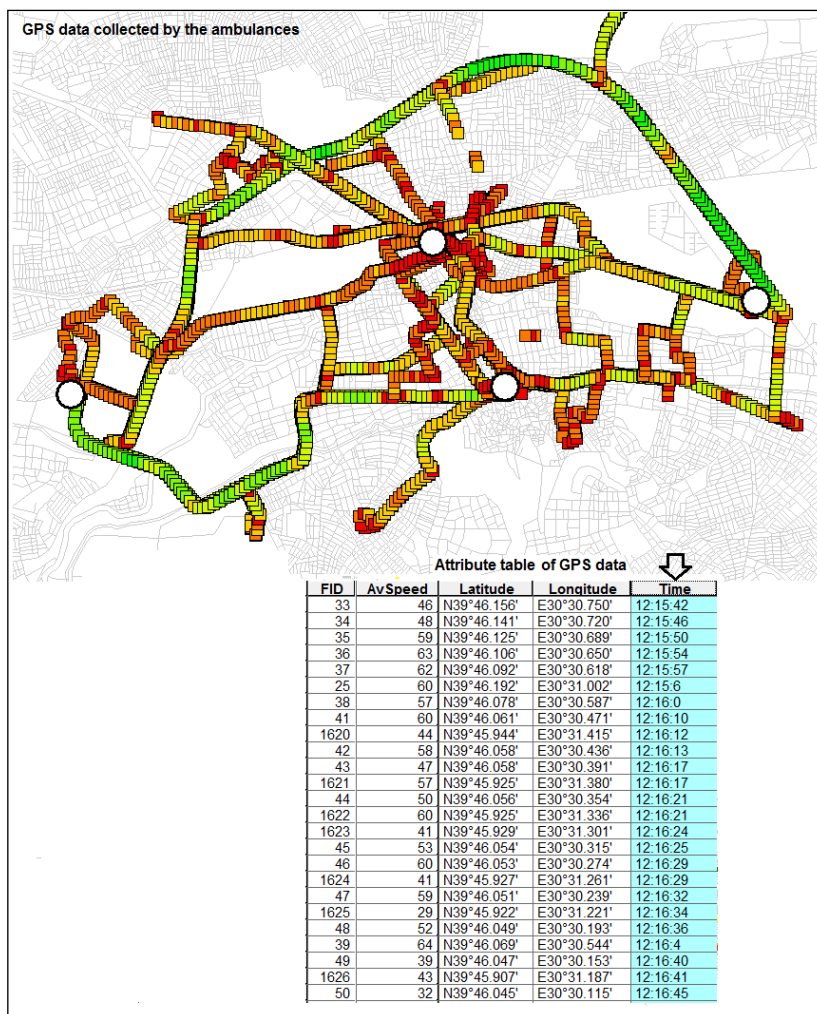 GPS data collected by the ambulances
Attribute table of GPS data
FID AvSpeed Latitude Longitude Time
33 46 N39°46.156' E30°30.750' 12:15:42
34 48 N39°46.141' E30°30.720' 12:15:46
35 59 N39°46.125' E30°30.689' 12:15:50
36 63 N39°46.106' E30°30.650' 12:15:54
37 62 N39°46.092' E30°30.618' 12:15:57
25 60 N39°46.192' E30°31.002' 12:15:6
38 57 N39°46.078' E30°30.587' 12:16:0
41 60 N39°46.061' E30°30.471' 12:16:10
1620 44 N39°45.944' E30°31.415' 12:16:12
42 58 N39°46.058' E30°30.436' 12:16:13
43 47 N39°46.058' E30°30.391' 12:16:17
1621 57 N39°45.925' E30°31.380' 12:16:17
44 50 N39°46.056' E30°30.354' 12:16:21
1622 60 N39°45.925' E30°31.336' 12:16:21
1623 41 N39°45.929' E30°31.301' 12:16:24
45 53 N39°46.054' E30°30.315' 12:16:25
46 60 N39°46.053' E30°30.274' 12:16:29
1624 41 N39°45.927' E30°31.261' 12:16:29
47 59 N39°46.051' E30°30.239' 12:16:32
1625 29 N39°45.922' E30°31.221' 12:16:34
48 52 N39°46.049' E30°30.193' 12:16:36
39 64 N39°46.069' E30°30.544' 12:16:4
49 39 N39°46.047' E30°30.153' 12:16:40
1626 43 N39°45.907' E30°31.187' 12:16:41
50 32 N39°46.045' E30°30.115' 12:16:45